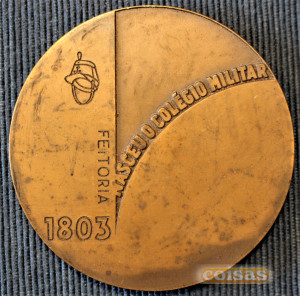 NASCEU O COLÉGIO MILITAR
FEITORIA
1803
coisas